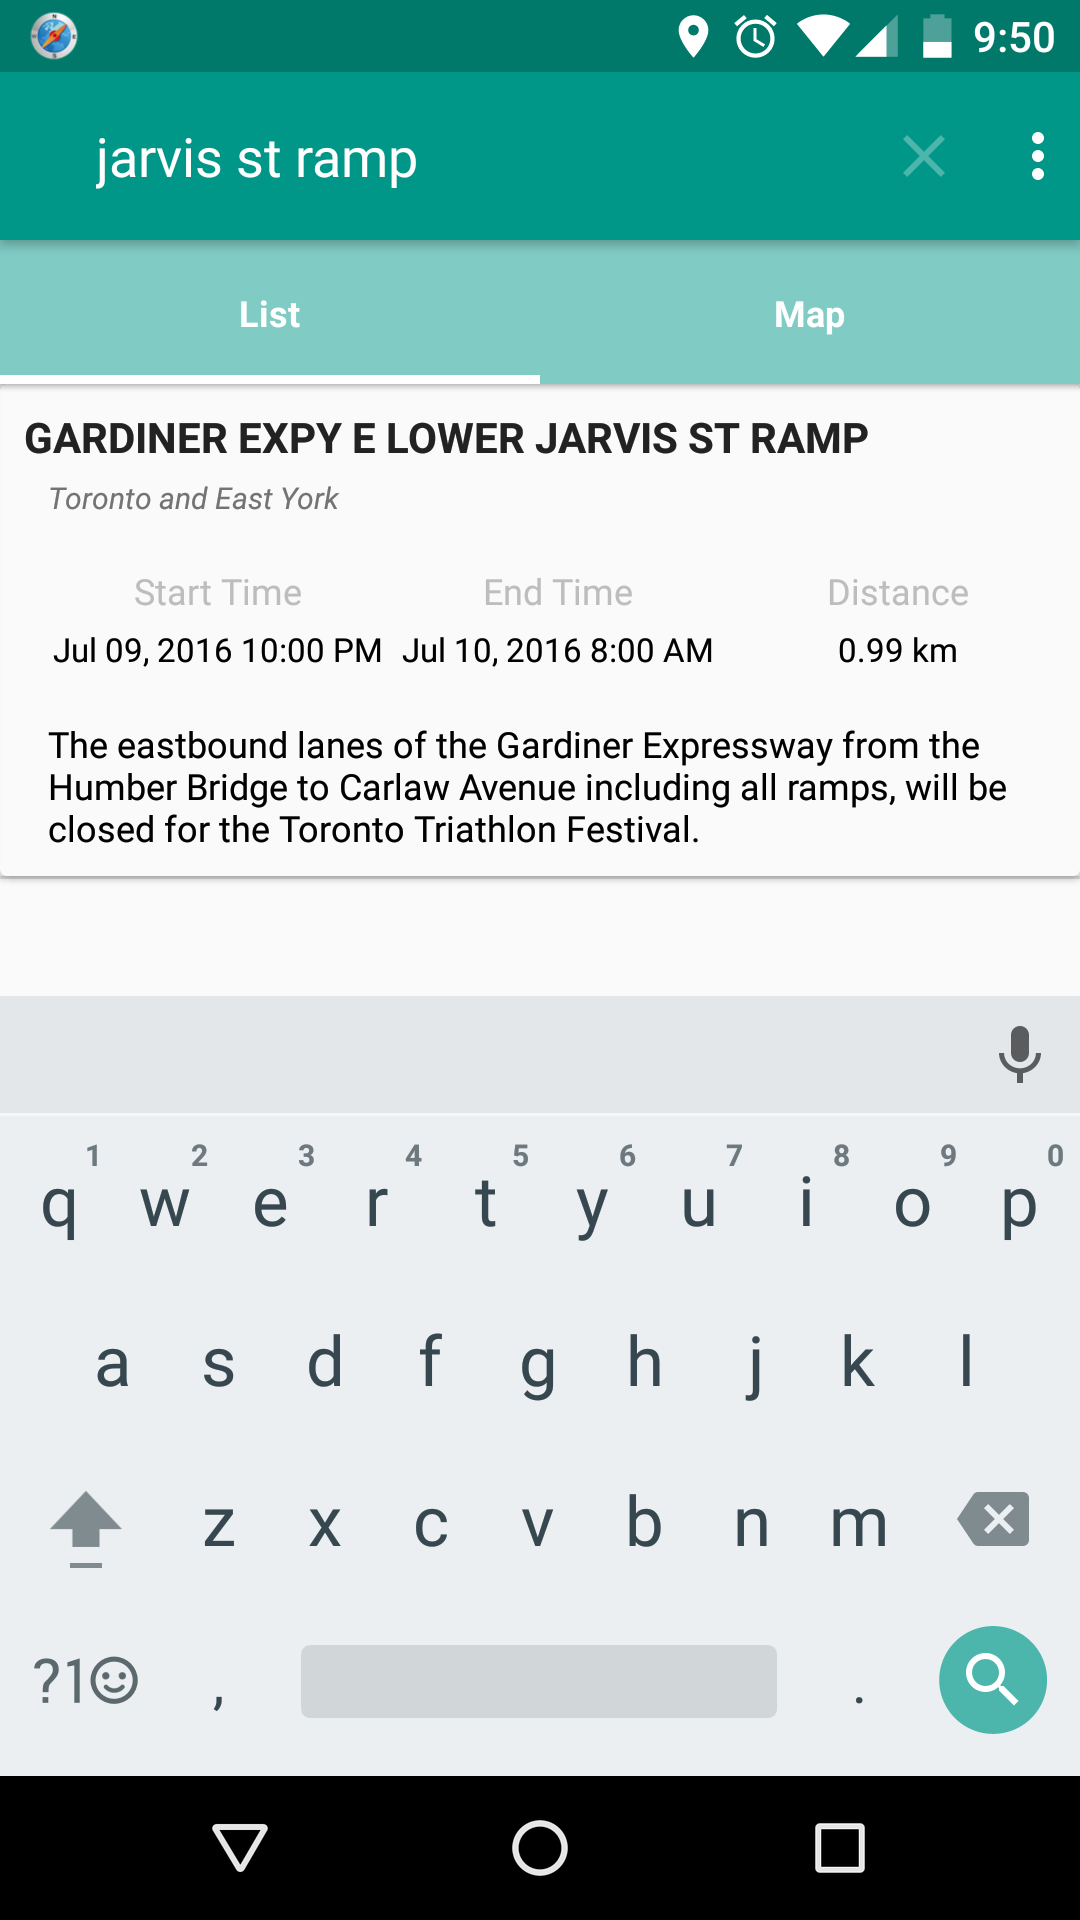 9:50
jarvis st ramp
List Map
GARDINER EXPY E LOWER JARVIS ST RAMP
Toronto and East York
Start Time End Time Distance
Jul 09, 2016 10:00 PM Jul 10, 2016 8:00 AM 0.99 km
The eastbound lanes of the Gardiner Expressway from the
Humber Bridge to Carlaw Avenue including all ramps, will be
closed for the Toronto Triathlon Festival.
1 2 3 4 5 6 7 8 9 0
q w e r t y u i o p
a s d f g h j k l
z x c v b n m
?1☺ , .